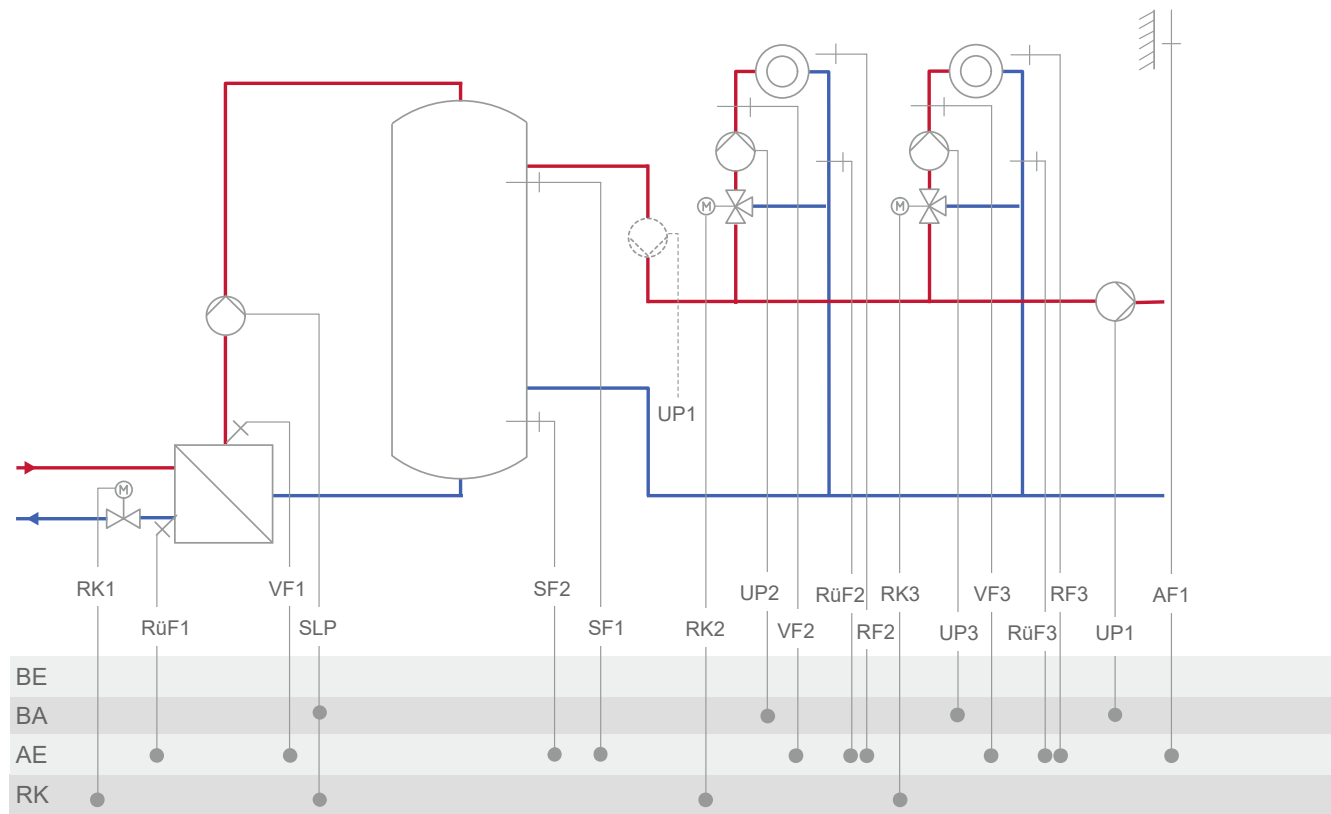 M
M
UP1
M
RK1
VF1
SF2
UP2
RüF2
RK3
VF3
RF3
AF1
RüF1
SLP
SF1
RK2
VF2
RF2
UP3
RüF3
UP1
BE
BA
AE
RK